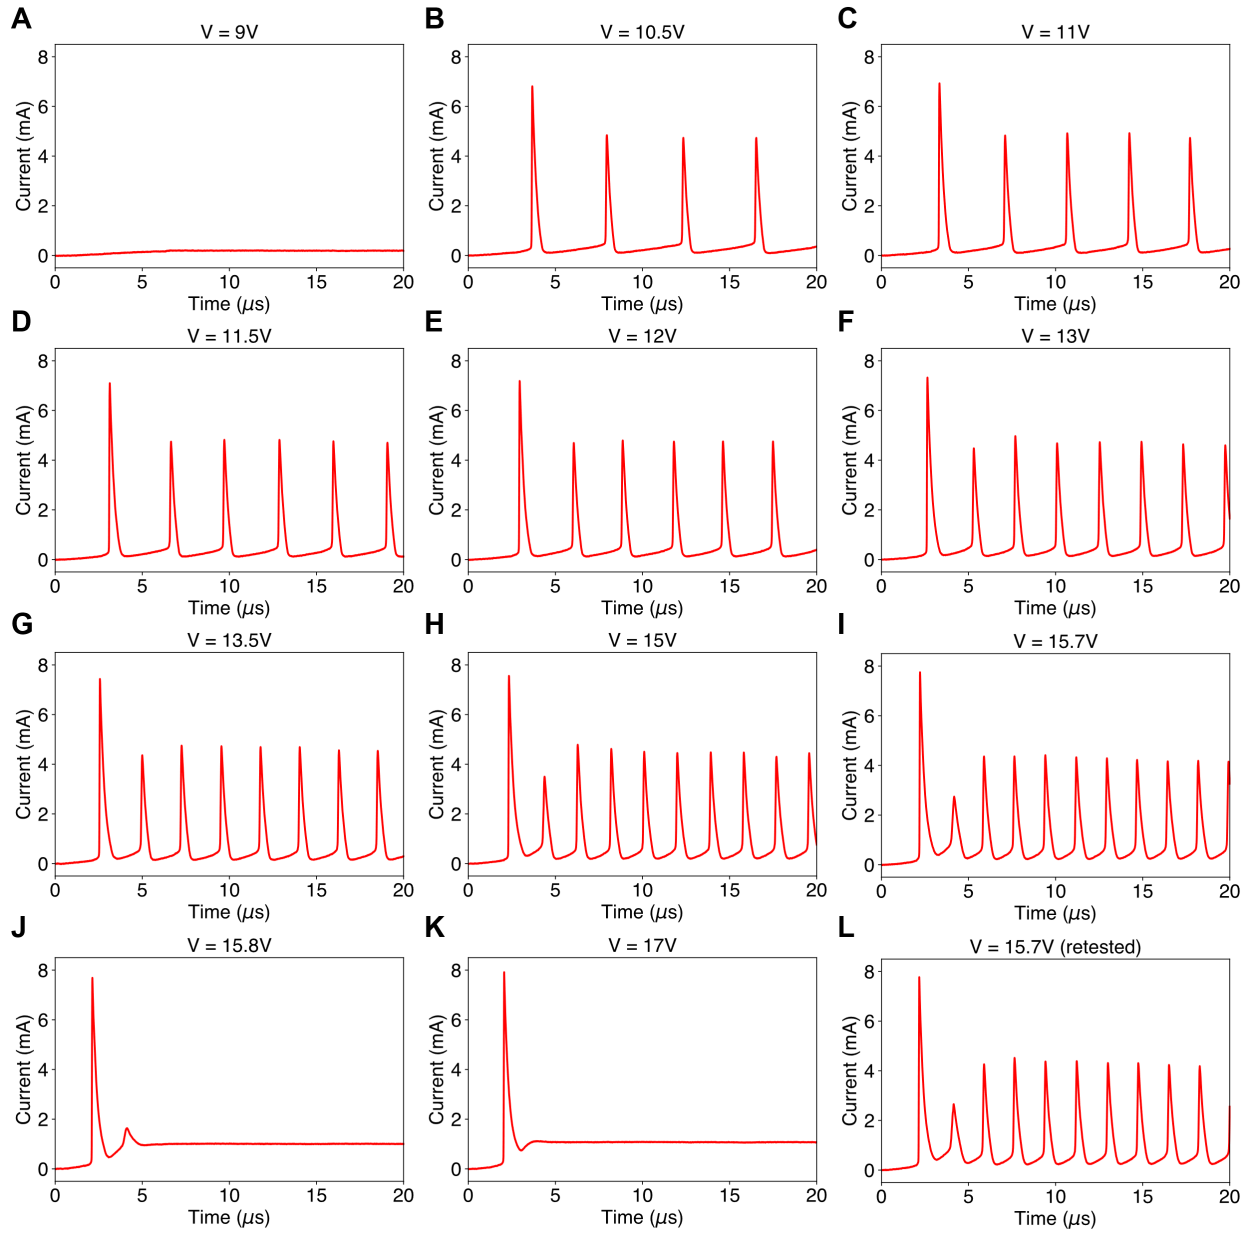 A
V = 9V
Current (mA)
8
6
4
2
0
0 5 10 15 20
Time (μs)
B
V = 10.5V
Current (mA)
8
6
4
2
0
0 5 10 15 20
Time (μs)
C
V = 11V
Current (mA)
8
6
4
2
0
0 5 10 15 20
Time (μs)
D
V = 11.5V
Current (mA)
8
6
4
2
0
0 5 10 15 20
Time (μs)
E
V = 12V
Current (mA)
8
6
4
2
0
0 5 10 15 20
Time (μs)
F
V = 13V
Current (mA)
8
6
4
2
0
0 5 10 15 20
Time (μs)
G
V = 13.5V
Current (mA)
8
6
4
2
0
0 5 10 15 20
Time (μs)
H
V = 15V
Current (mA)
8
6
4
2
0
0 5 10 15 20
Time (μs)
I
V = 15.7V
Current (mA)
8
6
4
2
0
0 5 10 15 20
Time (μs)
J
V = 15.8V
Current (mA)
8
6
4
2
0
0 5 10 15 20
Time (μs)
K
V = 17V
Current (mA)
8
6
4
2
0
0 5 10 15 20
Time (μs)
L
V = 15.7V (retested)
Current (mA)
8
6
4
2
0
0 5 10 15 20
Time (μs)